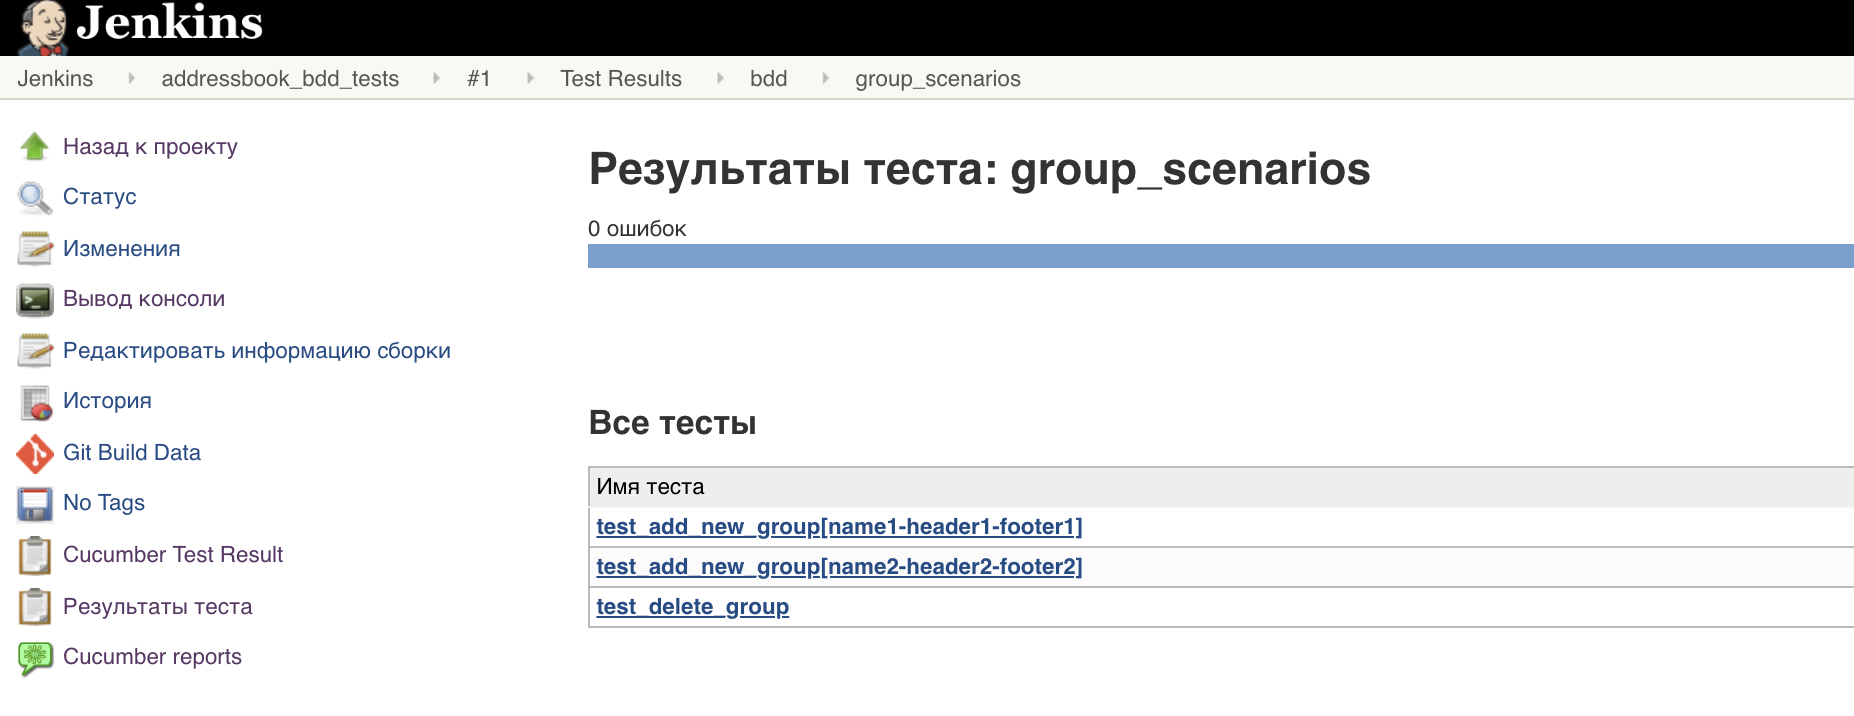 Jenkins
Jenkins addressbook_bdd_tests #1 Test Results bdd group_scenarios
Назад к проекту
Статус
Изменения
Вывод консоли
Редактировать информацию сборки
История
Git Build Data
No Tags
Cucumber Test Result
Результаты теста
Cucumber reports
Результаты теста: group_scenarios
0 ошибок
Все тесты
Имя теста
test_add_new_group[name1-header1-footer1]
test_add_new_group[name2-header2-footer2]
test_delete_group